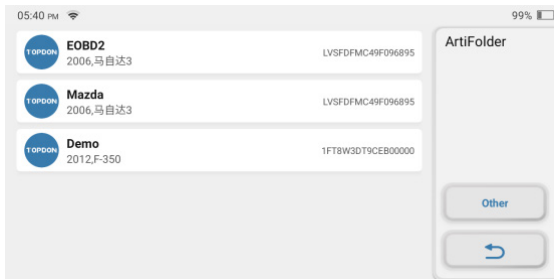 05:40 PM
99%
TOPDON
EOBD2
2006,马自达3
LVSFDFMC49F096895
TOPDON
Mazda
2006,马自达3
LVSFDFMC49F096895
TOPDON
Demo
2012,F-350
1FT8W3DT9CEB00000
ArtiFolder
Other